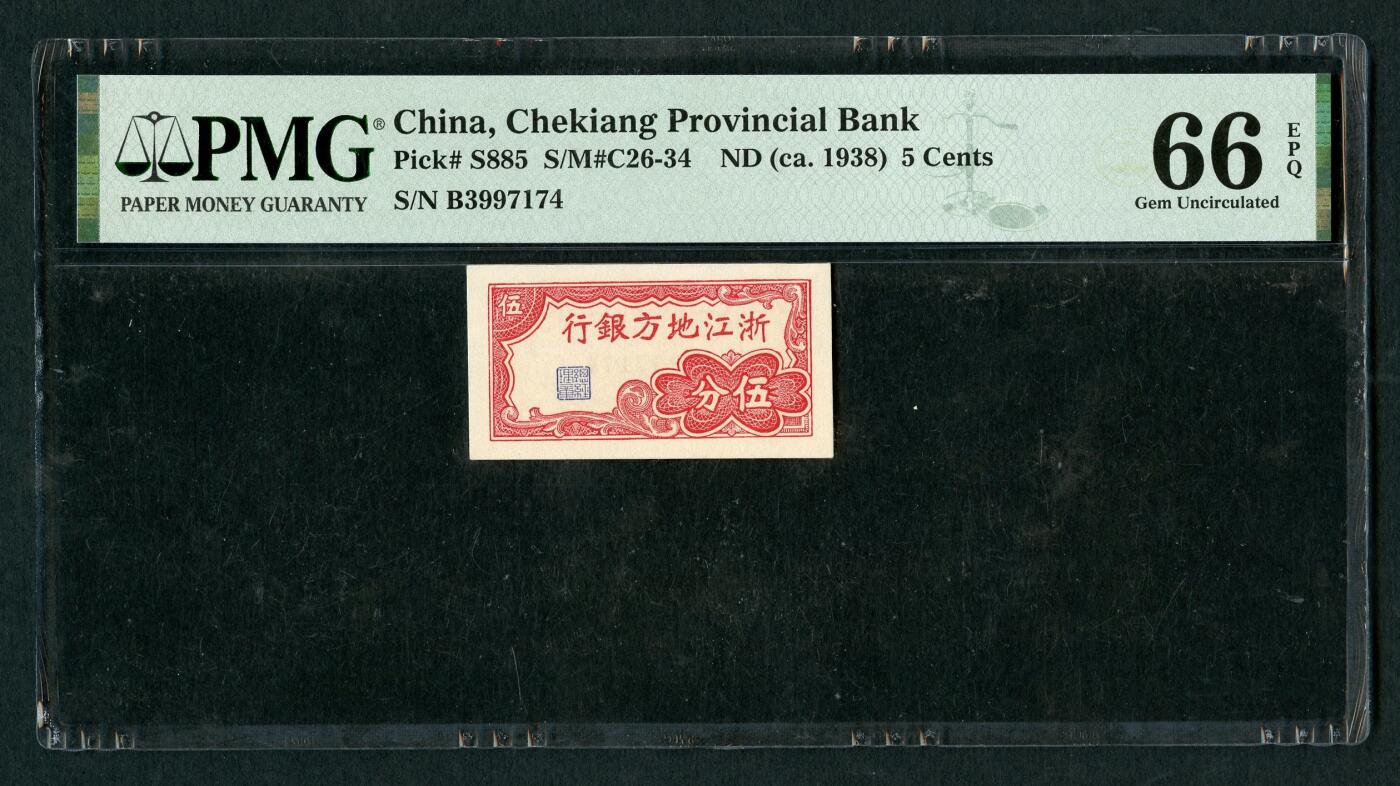 PMG®
PAPER MONEY GUARANTY
China, Chekiang Provincial Bank
Pick# S885 S/M#C26-34 ND (ca. 1938) 5 Cents
S/N B3997174
66
EPQ
Gem Uncirculated
伍
行銀方地江浙
分伍